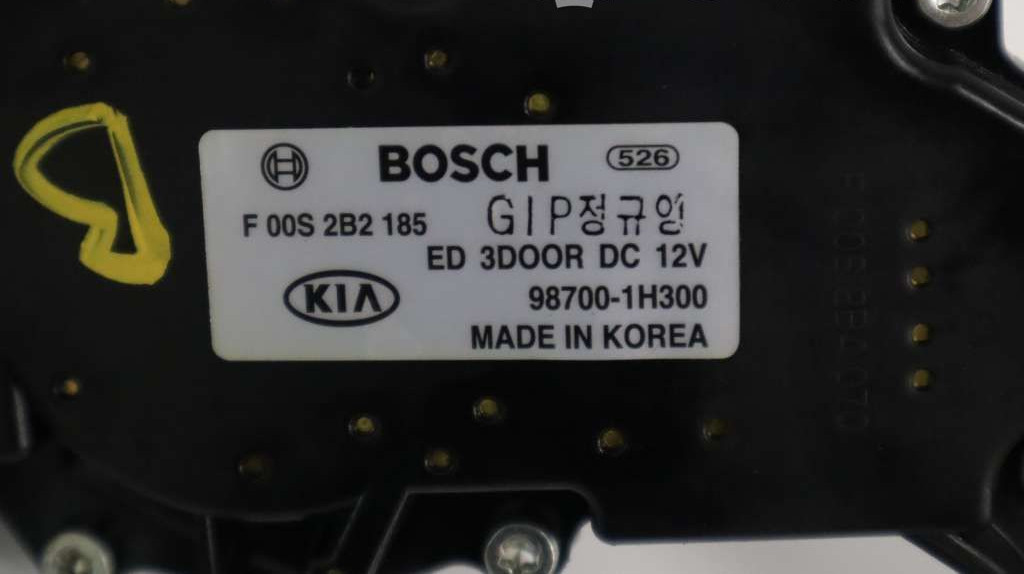 BOSCH 526
F 00S 2B2 185 GIP정규영
ED 3DOOR DC 12V
KIA 98700-1H300
MADE IN KOREA